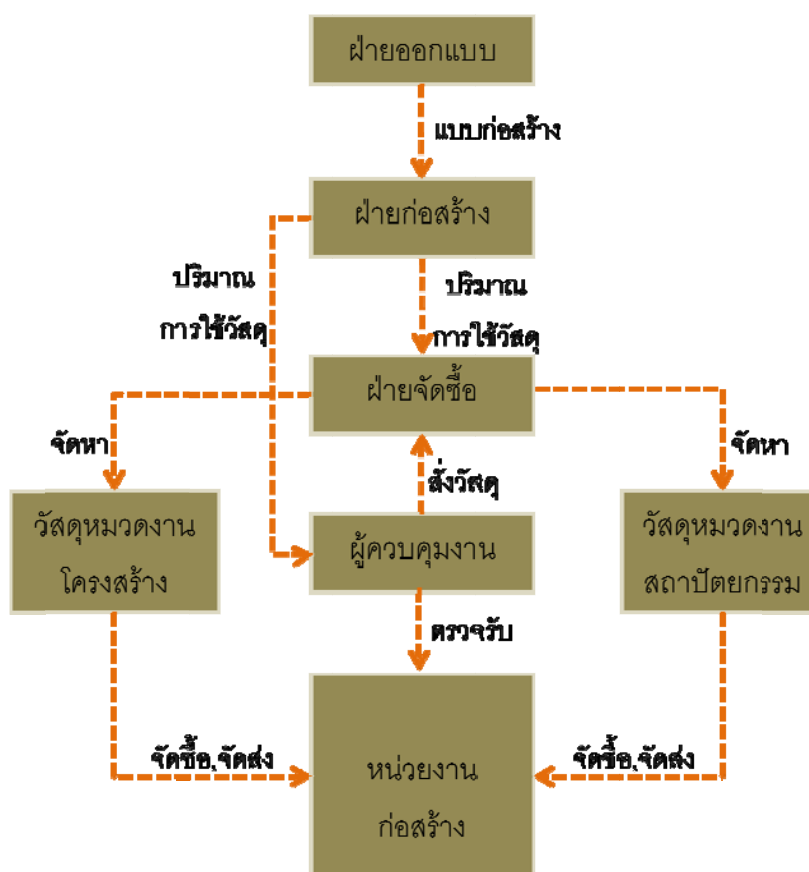 ฝ่ายออกแบบ
แบบก่อสร้าง
ฝ่ายก่อสร้าง
ปริมาณ
การใช้วัสดุ
ปริมาณ
การใช้วัสดุ
ฝ่ายจัดซื้อ
จัดหา
จัดหา
สั่งวัสดุ
วัสดุหมวดงาน
โครงสร้าง
ผู้ควบคุมงาน
วัสดุหมวดงาน
สถาปัตยกรรม
ตรวจรับ
จัดซื้อ,จัดส่ง
จัดซื้อ,จัดส่ง
หน่วยงาน
ก่อสร้าง